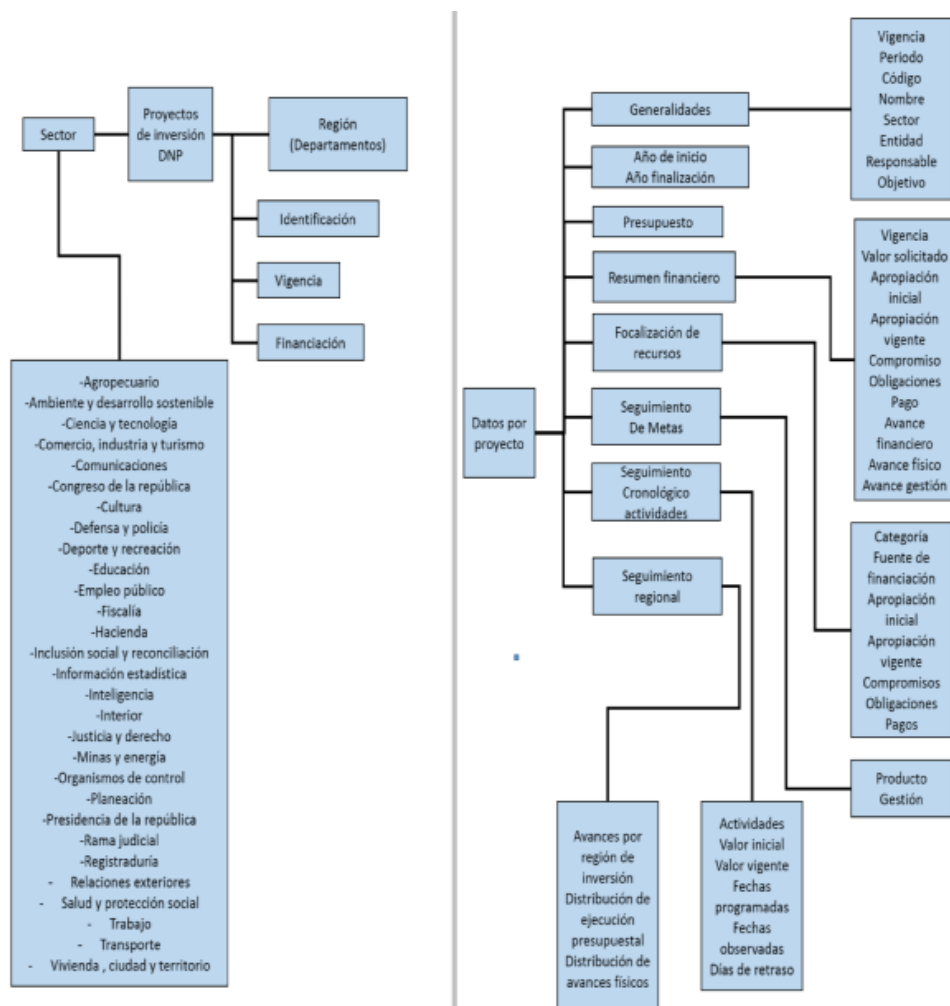 Sector
Proyectos
de inversión
DNP
Región
(Departamentos)
Identificación
Vigencia
Financiación
-Agropecuario
-Ambiente y desarrollo sostenible
-Ciencia y tecnología
-Comercio, industria y turismo
-Comunicaciones
-Congreso de la república
-Cultura
-Defensa y policía
-Deporte y recreación
-Educación
-Empleo público
-Fiscalía
-Hacienda
-Inclusión social y reconciliación
-Información estadística
-Inteligencia
-Interior
-Justicia y derecho
-Minas y energía
-Organismos de control
-Planeación
-Presidencia de la república
-Rama judicial
-Registraduría
- Relaciones exteriores
- Salud y protección social
- Trabajo
- Transporte
- Vivienda , ciudad y territorio
Datos por
proyecto
Generalidades
Año de inicio
Año finalización
Presupuesto
Resumen financiero
Focalización de
recursos
Seguimiento
De Metas
Seguimiento
Cronológico
actividades
Seguimiento
regional
Vigencia
Periodo
Código
Nombre
Sector
Entidad
Responsable
Objetivo
Vigencia
Valor solicitado
Apropiación
inicial
Apropiación
vigente
Compromiso
Obligaciones
Pago
Avance
financiero
Avance físico
Avance gestión
Categoría
Fuente de
financiación
Apropiación
inicial
Apropiación
vigente
Compromisos
Obligaciones
Pagos
Producto
Gestión
Avances por
región de
inversión
Distribución de
ejecución
presupuestal
Distribución de
avances físicos
Actividades
Valor inicial
Valor vigente
Fechas
programadas
Fechas
observadas
Días de retraso